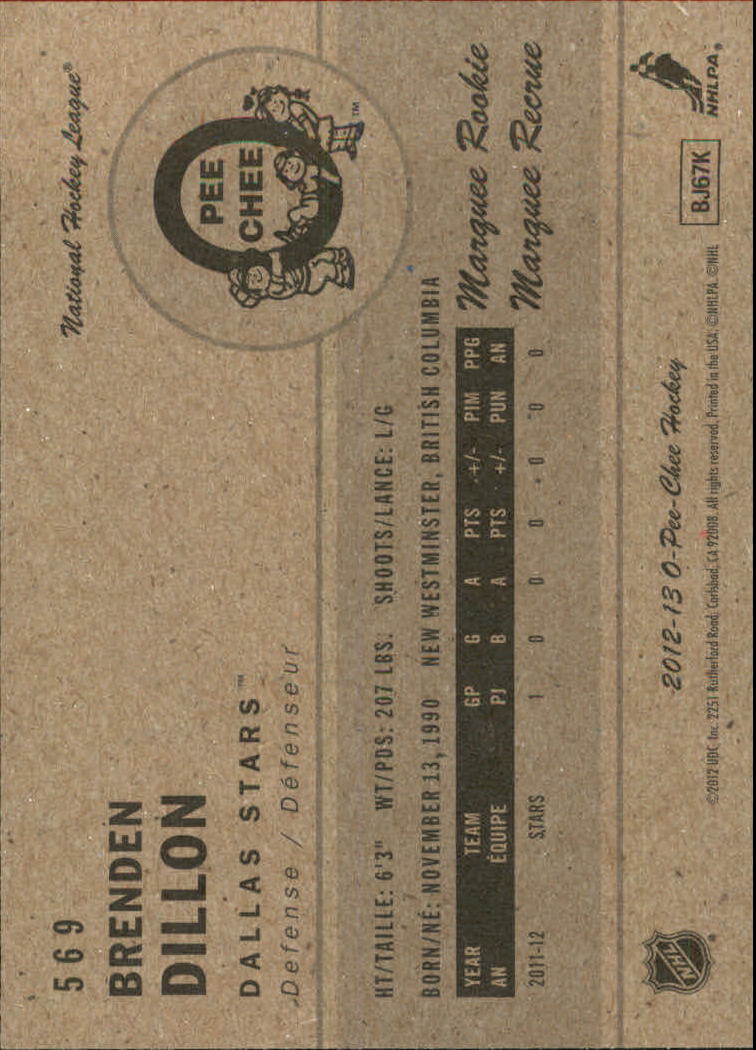 569
BRENDEN
DILLON
DALLAS STARS™
Defense / Défenseur
National Hockey League®
O
PEE
CHEE
TM
HT/TAILLE: 6'3" WT/PDS: 207 LBS. SHOOTS/LANCE: L/G
BORN/NÉ: NOVEMBER 13, 1990 NEW WESTMINSTER, BRITISH COLUMBIA
Marquee Rookie
Marquee Recrue
YEAR TEAM GP G A PTS +/- PIM PPG
AN ÉQUIPE PJ B A PTS +/- PUN AN
2011-12 STARS 1 0 0 0 0 0 0
2012-13 O-Pee-Chee Hockey
BJ67K
NHLPA®
NHL®
©2012 UDC, Inc. 2251 Rutherford Road, Carlsbad, CA 92008. All rights reserved. Printed in the USA. ©NHLPA. ©NHL